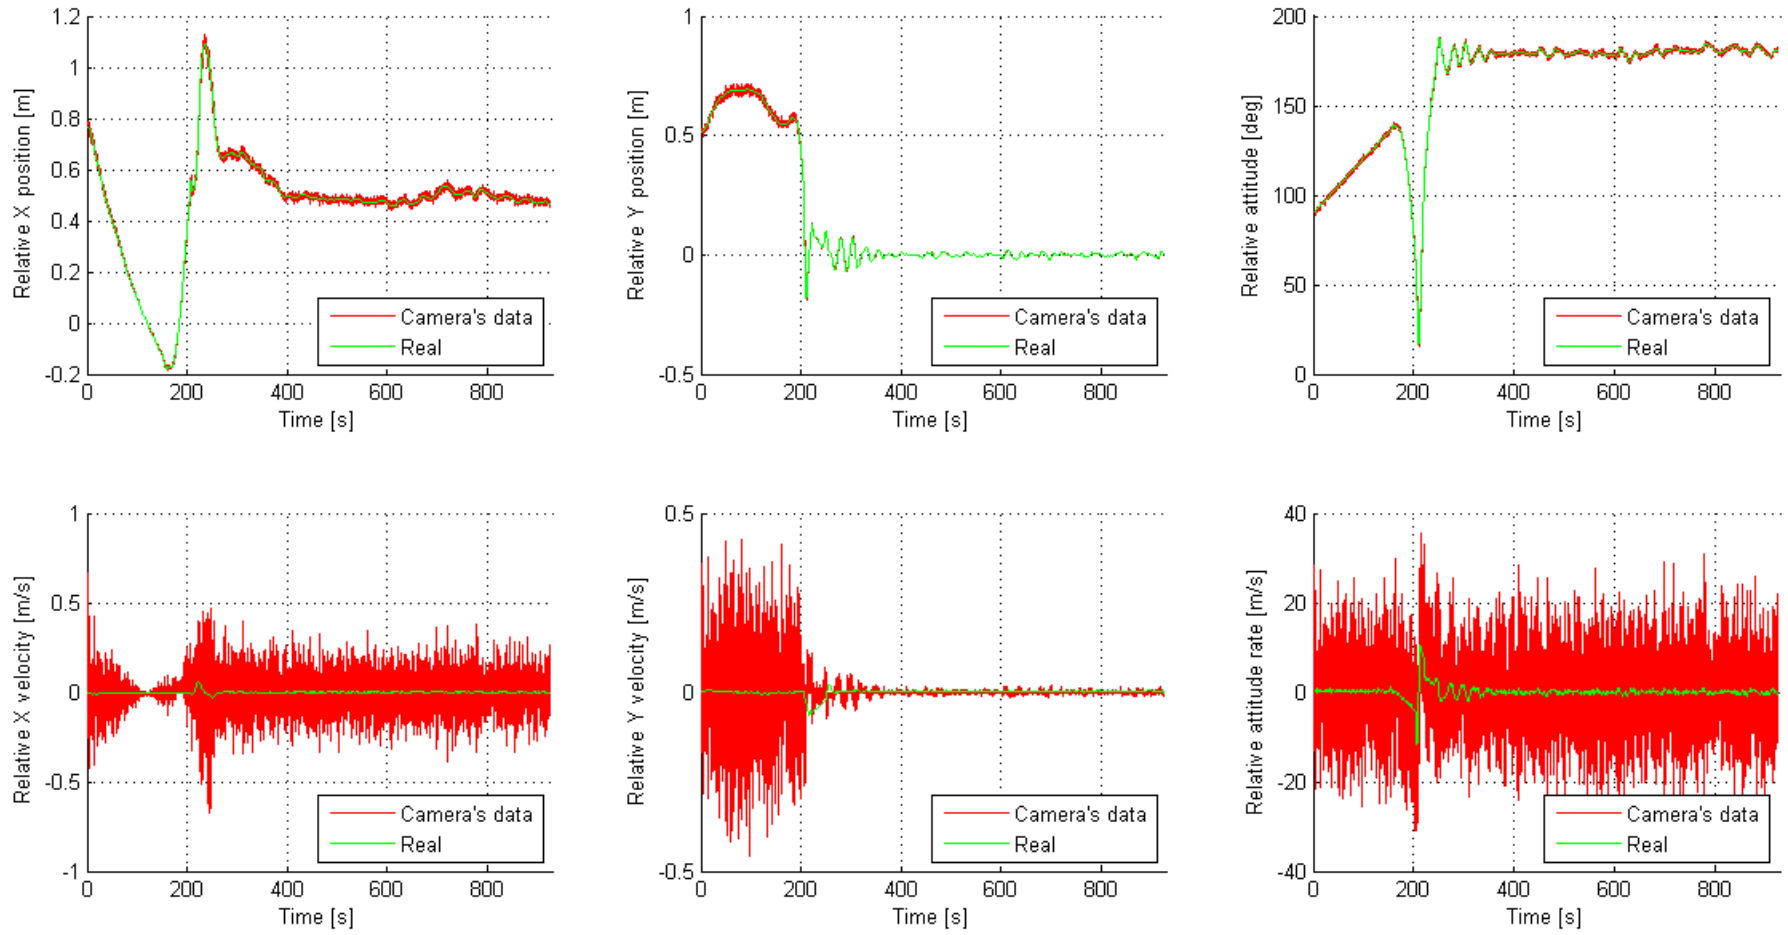 Relative X position [m]
1.2
1
0.8
0.6
0.4
0.2
0
-0.2
0 200 400 600 800
Time [s]
Camera's data
Real
Relative Y position [m]
1
0.5
0
-0.5
0 200 400 600 800
Time [s]
Camera's data
Real
Relative attitude [deg]
200
150
100
50
0
0 200 400 600 800
Time [s]
Camera's data
Real
Relative X velocity [m/s]
1
0.5
0
-0.5
-1
0 200 400 600 800
Time [s]
Camera's data
Real
Relative Y velocity [m/s]
0.5
0
-0.5
0 200 400 600 800
Time [s]
Camera's data
Real
Relative attitude rate [m/s]
40
20
0
-20
-40
0 200 400 600 800
Time [s]
Camera's data
Real